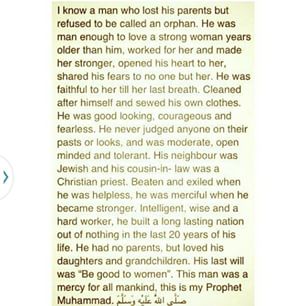 I know a man who lost his parents but
refused to be called an orphan. He was
man enough to love a strong woman years
older than him, worked for her and made
her stronger, opened his heart to her,
shared his fears to no one but her. He was
faithful to her till her last breath. Cleaned
after himself and sewed his own clothes.
He was good looking, courageous and
fearless. He never judged anyone on their
pasts or looks, and was moderate, open
minded and tolerant. His neighbour was
Jewish and his cousin-in- law was a
Christian priest. Beaten and exiled when
he was helpless, he was merciful when he
became stronger. Intelligent, wise and a
hard worker, he built a long lasting nation
out of nothing in the last 20 years of his
life. He had no parents, but loved his
daughters and grandchildren. His last will
was “Be good to women”. This man was a
mercy for all mankind, this is my Prophet
Muhammad. صَلَّى اللهُ عَلَيْهِ وَسَلَّمَ